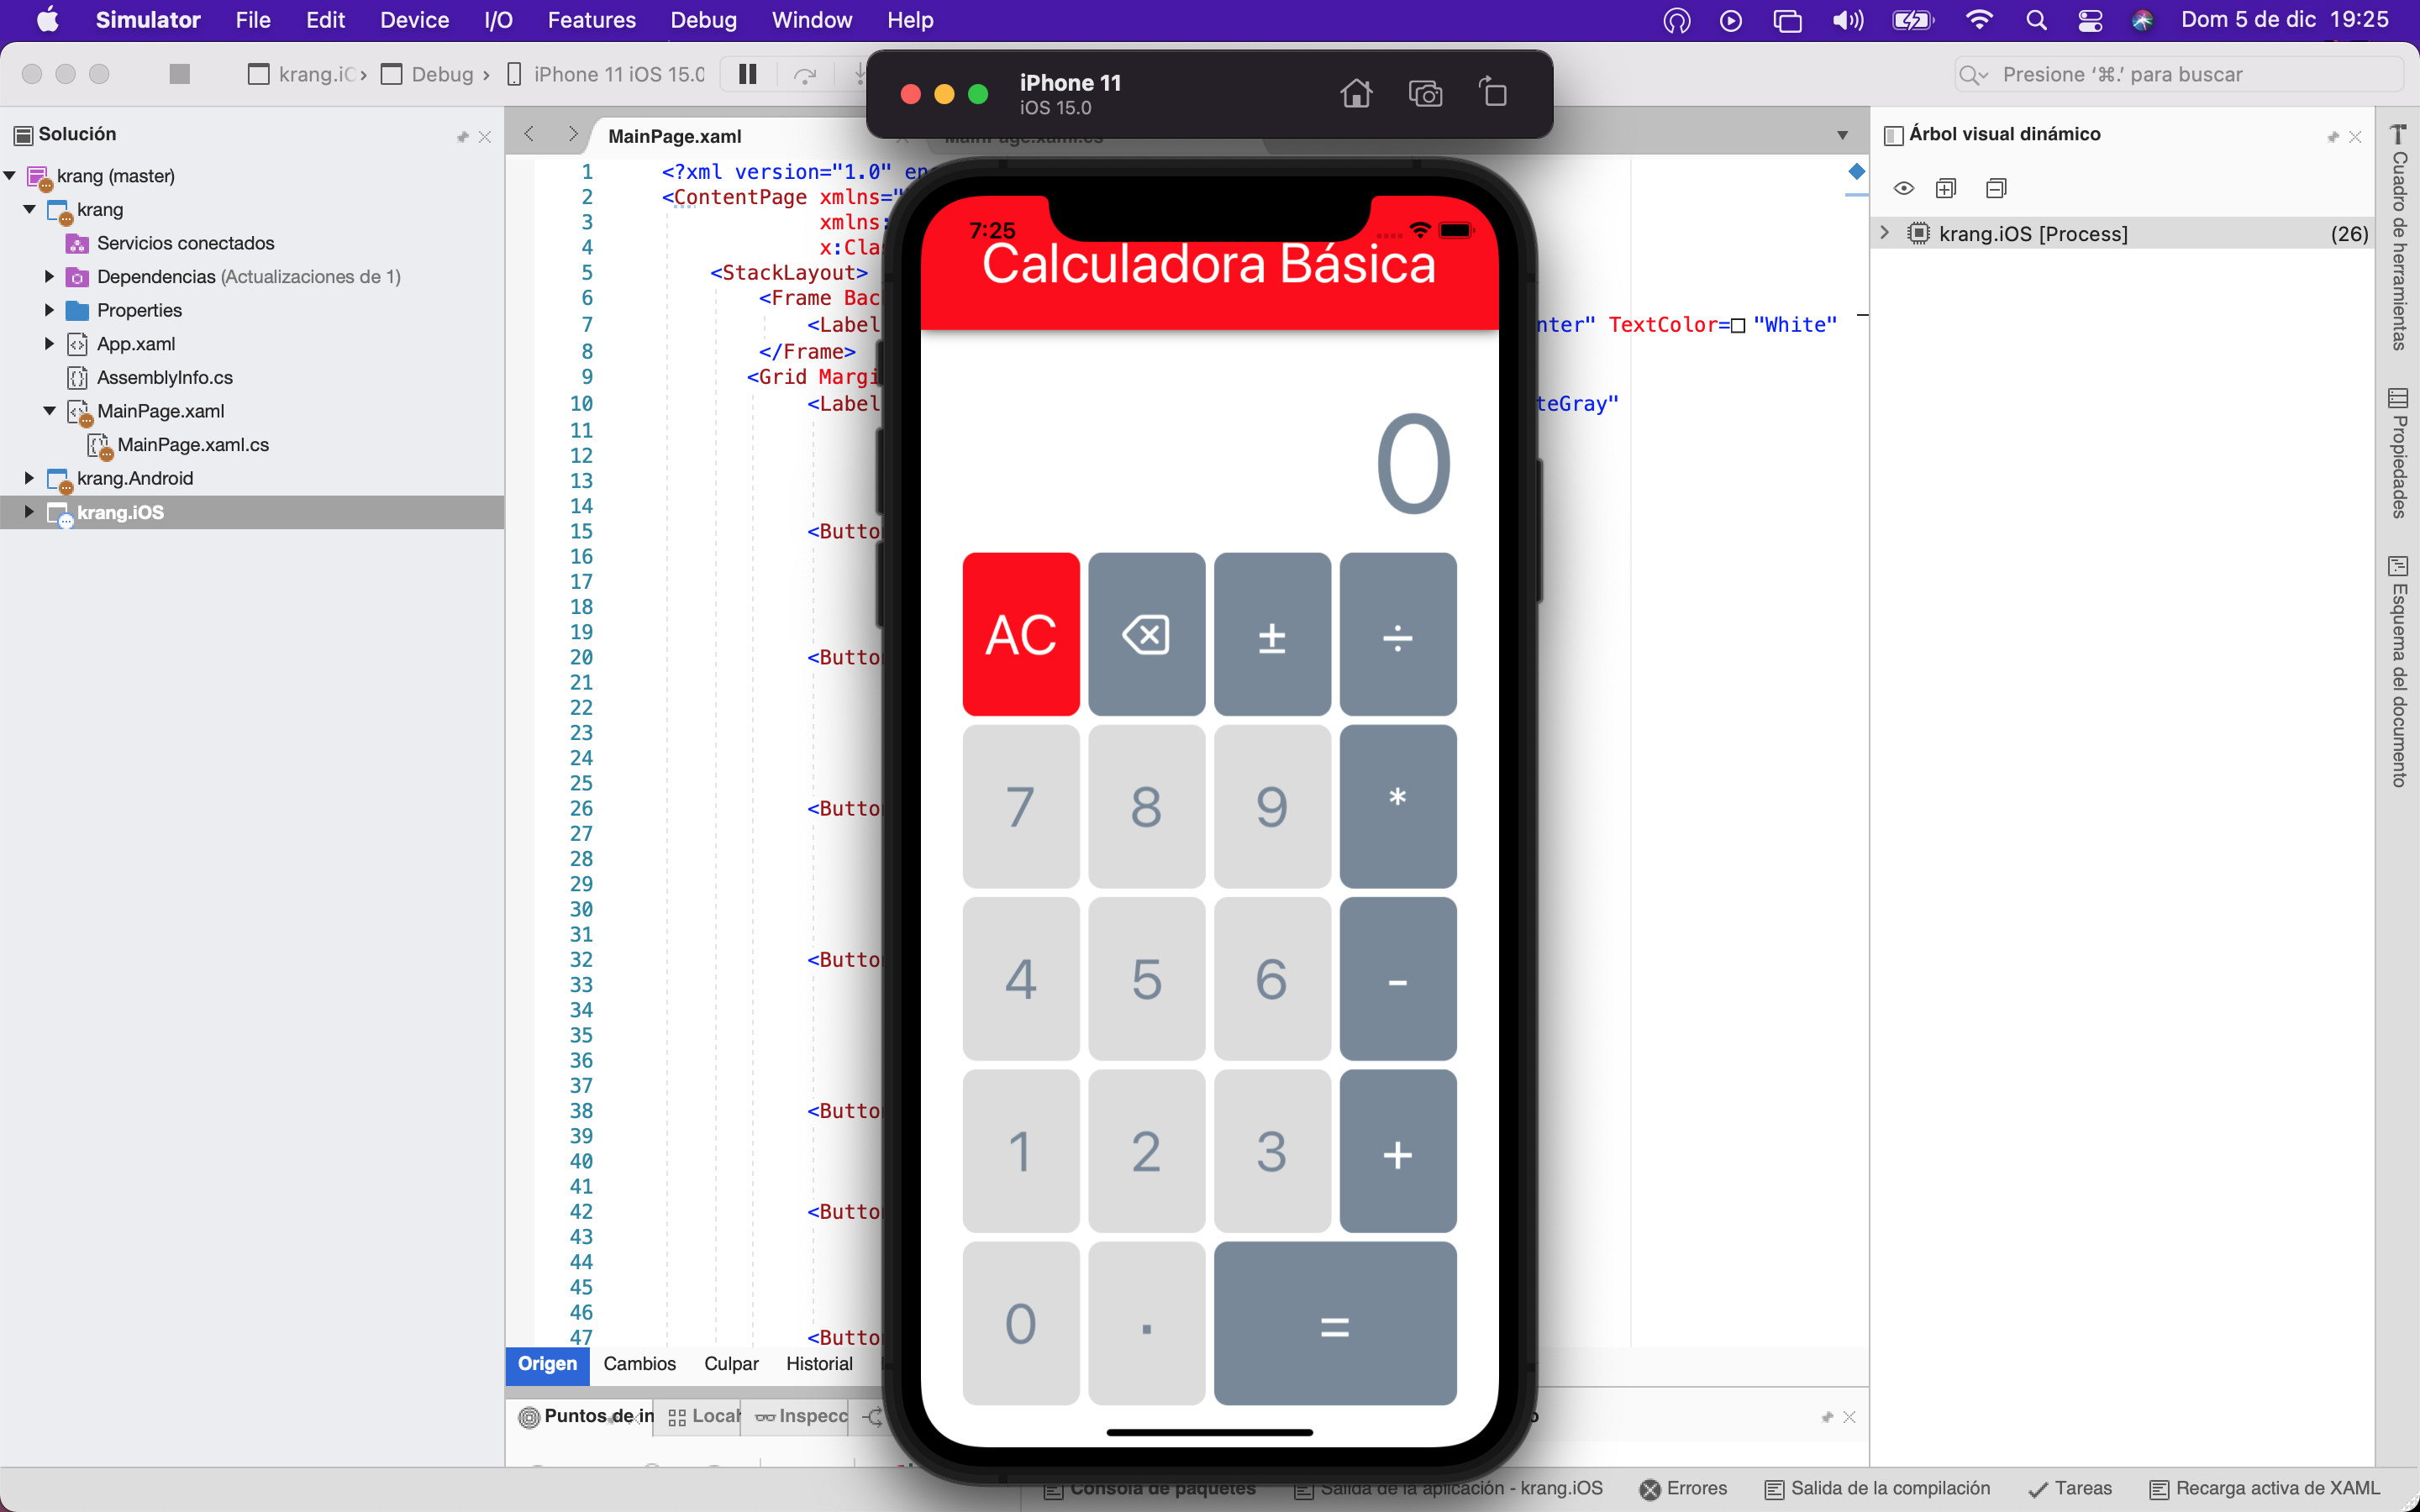 Simulator File Edit Device I/O Features Debug Window Help
Dom 5 de dic 19:25
krang.iO › Debug › iPhone 11 iOS 15.0
Presione ‘⌘.’ para buscar
iPhone 11
iOS 15.0
Solución
krang (master)
krang
Servicios conectados
Dependencias (Actualizaciones de 1)
Properties
App.xaml
AssemblyInfo.cs
MainPage.xaml
MainPage.xaml.cs
krang.Android
krang.iOS
MainPage.xaml
MainPage.xaml.cs
1 <?xml version="1.0" en
2 <ContentPage xmlns="
3 xmlns:
4 x:Cla
5 <StackLayout>
6 <Frame Bac
7 <Label nter" TextColor= "White"
8 </Frame>
9 <Grid Margi
10 <Label teGray"
11
12
13
14
15 <Butto
16
17
18
19
20 <Butto
21
22
23
24
25
26 <Butto
27
28
29
30
31
32 <Butto
33
34
35
36
37
38 <Butto
39
40
41
42 <Butto
43
44
45
46
47 <Butto
7:25
Calculadora Básica
0
AC ± ÷
7 8 9 *
4 5 6 -
1 2 3 +
0 . =
Árbol visual dinámico
krang.iOS [Process] (26)
Cuadro de herramientas
Propiedades
Esquema del documento
Origen Cambios Culpar Historial
Puntos de in Local Inspecc
Consola de paquetes Salida de la aplicación - krang.iOS Errores Salida de la compilación Tareas Recarga activa de XAML